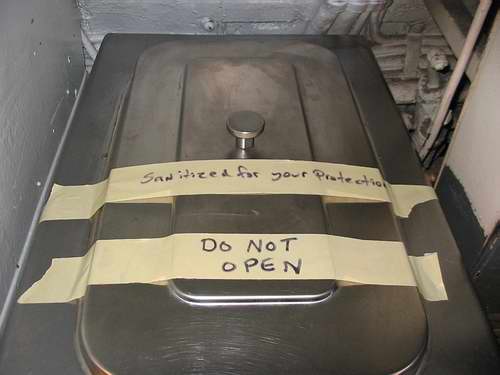 Sanitized for your Protection
DO NOT
OPEN